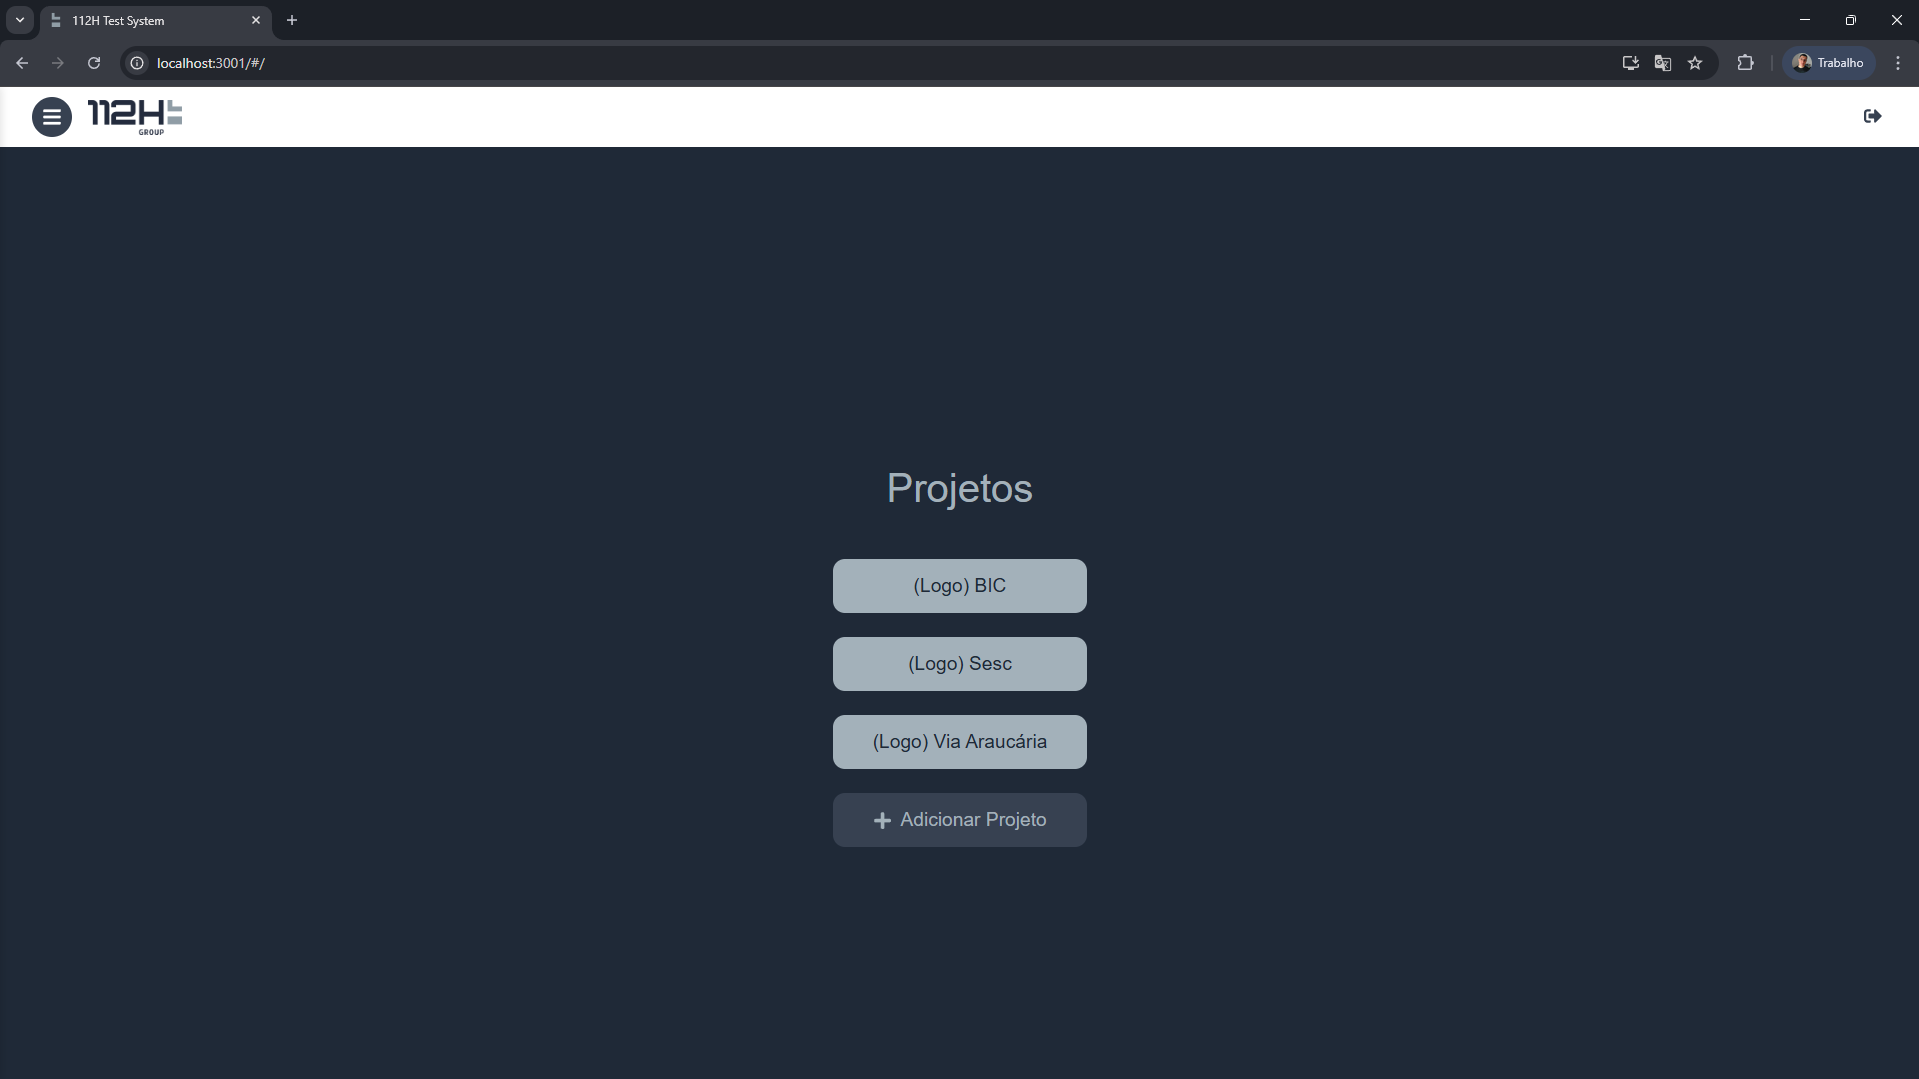 112H Test System
localhost:3001/#/
Trabalho
112H
GROUP
Projetos
(Logo) BIC
(Logo) Sesc
(Logo) Via Araucária
Adicionar Projeto